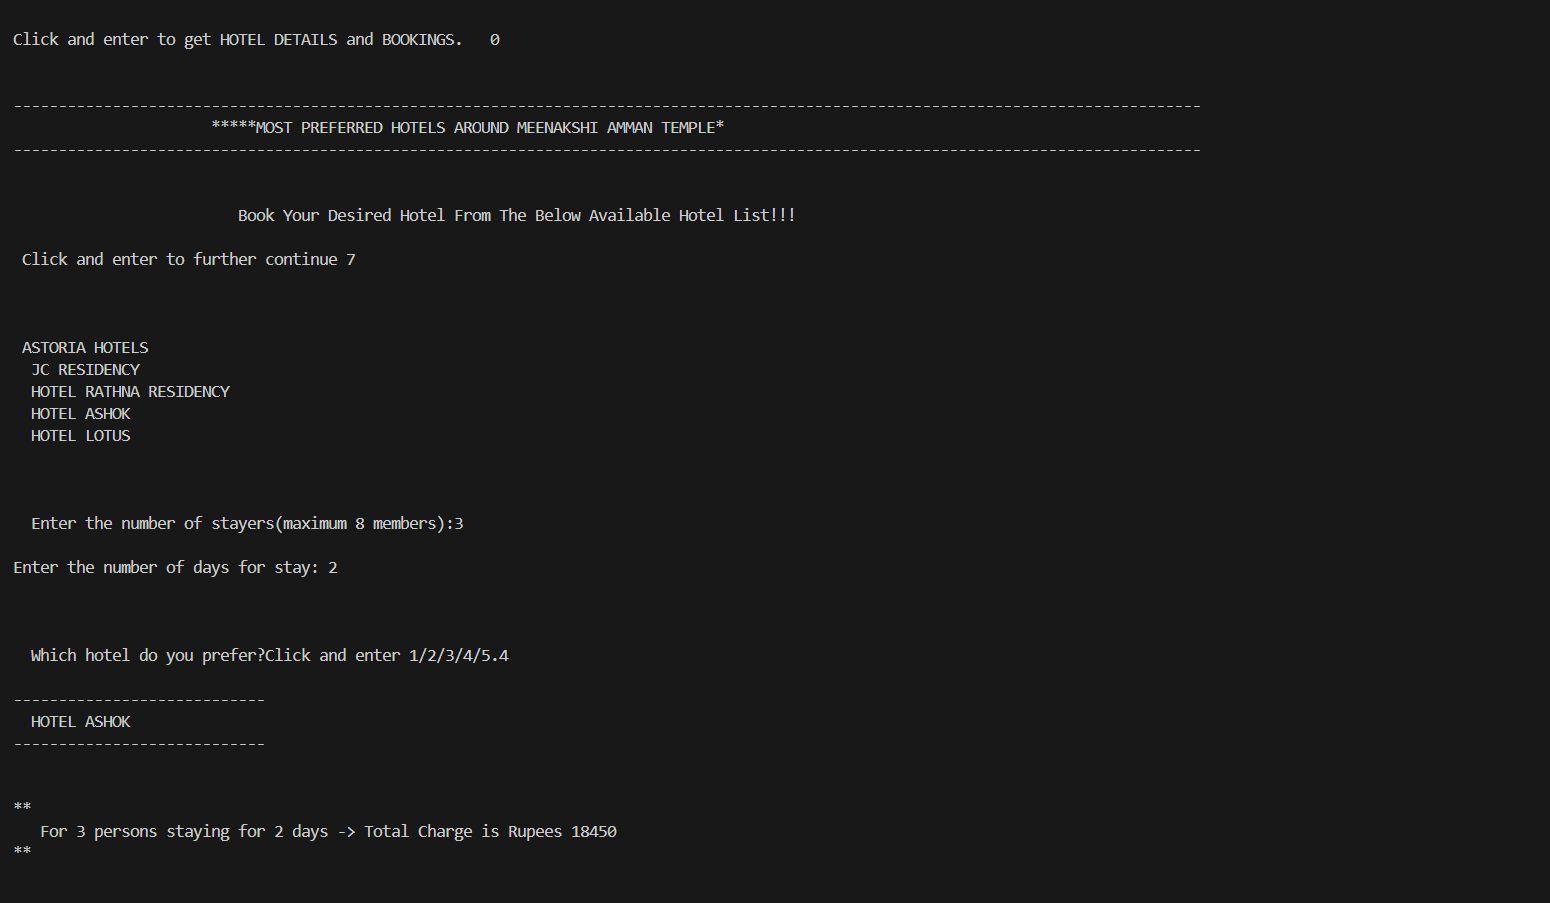 Click and enter to get HOTEL DETAILS and BOOKINGS.   0
------------------------------------------------------------------------------------------------------------------------------------
*****MOST PREFERRED HOTELS AROUND MEENAKSHI AMMAN TEMPLE*
------------------------------------------------------------------------------------------------------------------------------------
Book Your Desired Hotel From The Below Available Hotel List!!!
Click and enter to further continue 7
ASTORIA HOTELS
JC RESIDENCY
HOTEL RATHNA RESIDENCY
HOTEL ASHOK
HOTEL LOTUS
Enter the number of stayers(maximum 8 members):3
Enter the number of days for stay: 2
Which hotel do you prefer?Click and enter 1/2/3/4/5.4
----------------------------
HOTEL ASHOK
----------------------------
**
For 3 persons staying for 2 days -> Total Charge is Rupees 18450
**